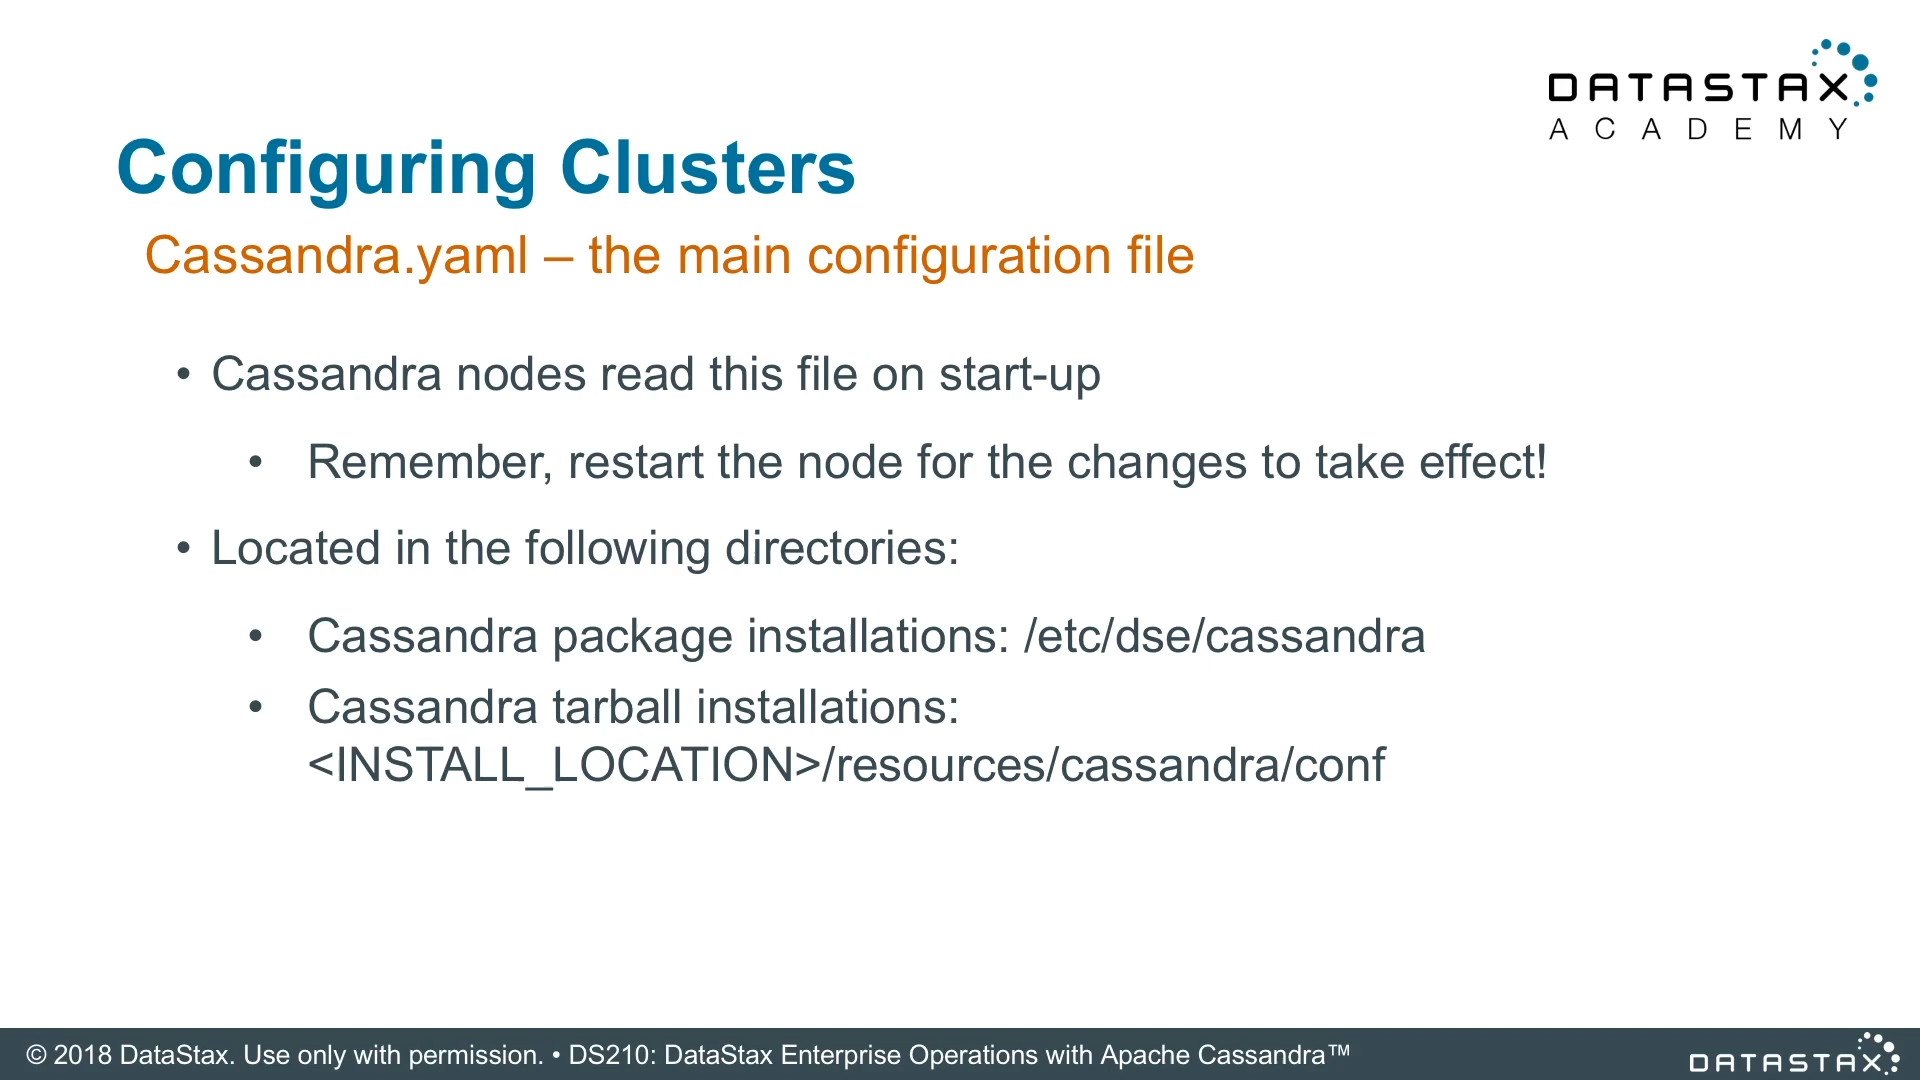 DATASTAX
ACADEMY
Configuring Clusters
Cassandra.yaml – the main configuration file
• Cassandra nodes read this file on start-up
• Remember, restart the node for the changes to take effect!
• Located in the following directories:
• Cassandra package installations: /etc/dse/cassandra
• Cassandra tarball installations:
<INSTALL_LOCATION>/resources/cassandra/conf
© 2018 DataStax. Use only with permission. • DS210: DataStax Enterprise Operations with Apache Cassandra™
DATASTAX